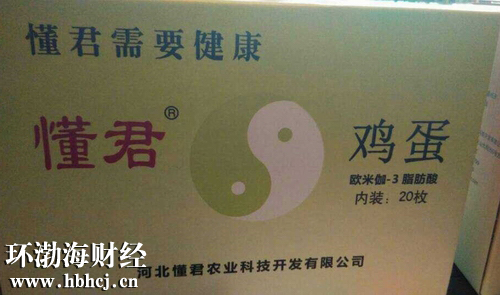 懂君需要健康
懂君®
鸡蛋
欧米伽-3 脂肪酸
内装：20枚
河北懂君农业科技开发有限公司
环渤海财经
www.hbhcj.cn